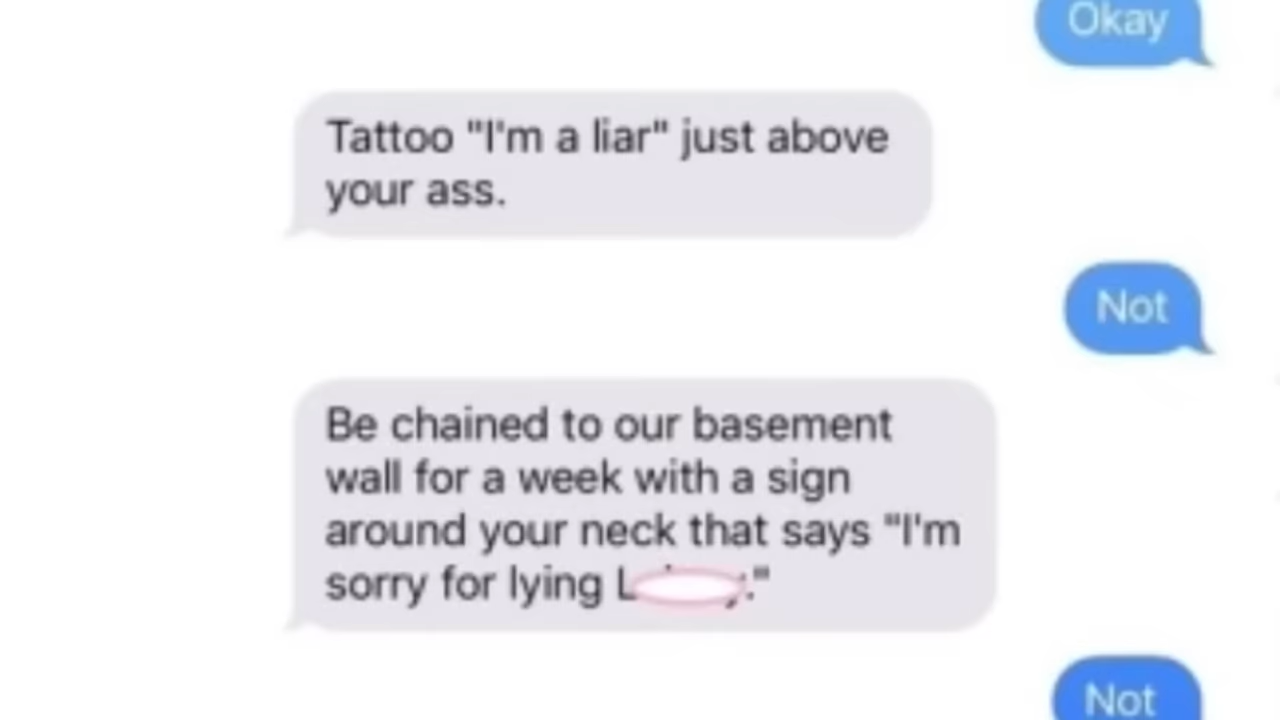 Okay
Tattoo "I'm a liar" just above
your ass.
Not
Be chained to our basement
wall for a week with a sign
around your neck that says "I'm
sorry for lying
Not